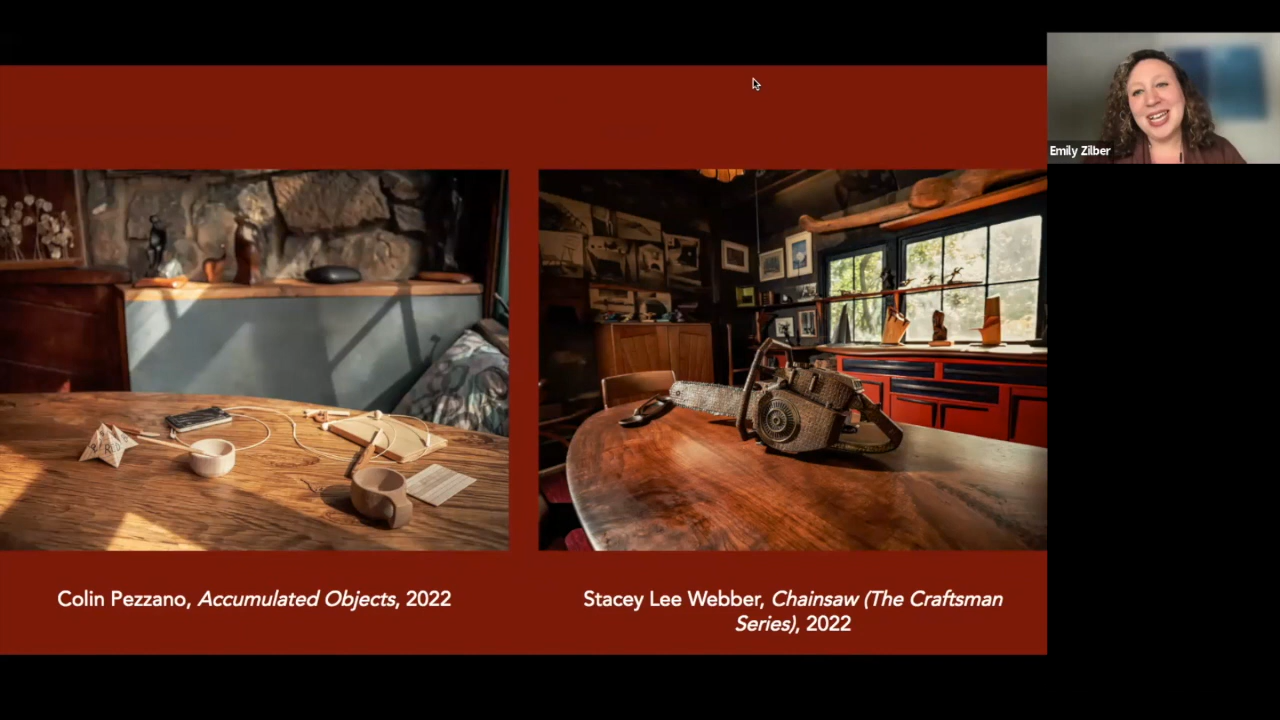 Emily Zilber
Colin Pezzano, Accumulated Objects, 2022
Stacey Lee Webber, Chainsaw (The Craftsman
Series), 2022